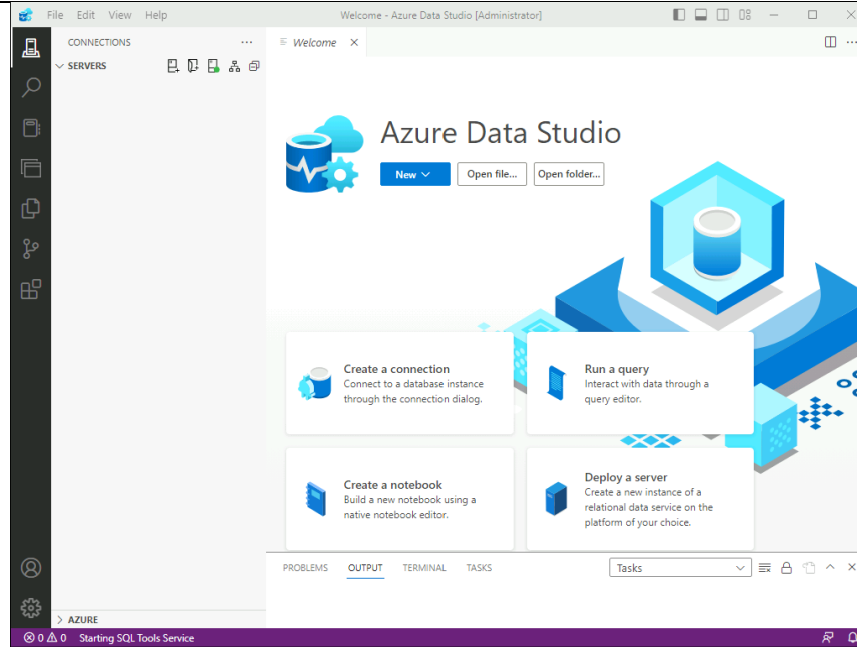 File Edit View Help
Welcome - Azure Data Studio [Administrator]
CONNECTIONS
SERVERS
Welcome
Azure Data Studio
New
Open file...
Open folder...
Create a connection
Connect to a database instance
through the connection dialog.
Run a query
Interact with data through a
query editor.
Create a notebook
Build a new notebook using a
native notebook editor.
Deploy a server
Create a new instance of a
relational data service on the
platform of your choice.
PROBLEMS OUTPUT TERMINAL TASKS
Tasks
AZURE
0 0 Starting SQL Tools Service